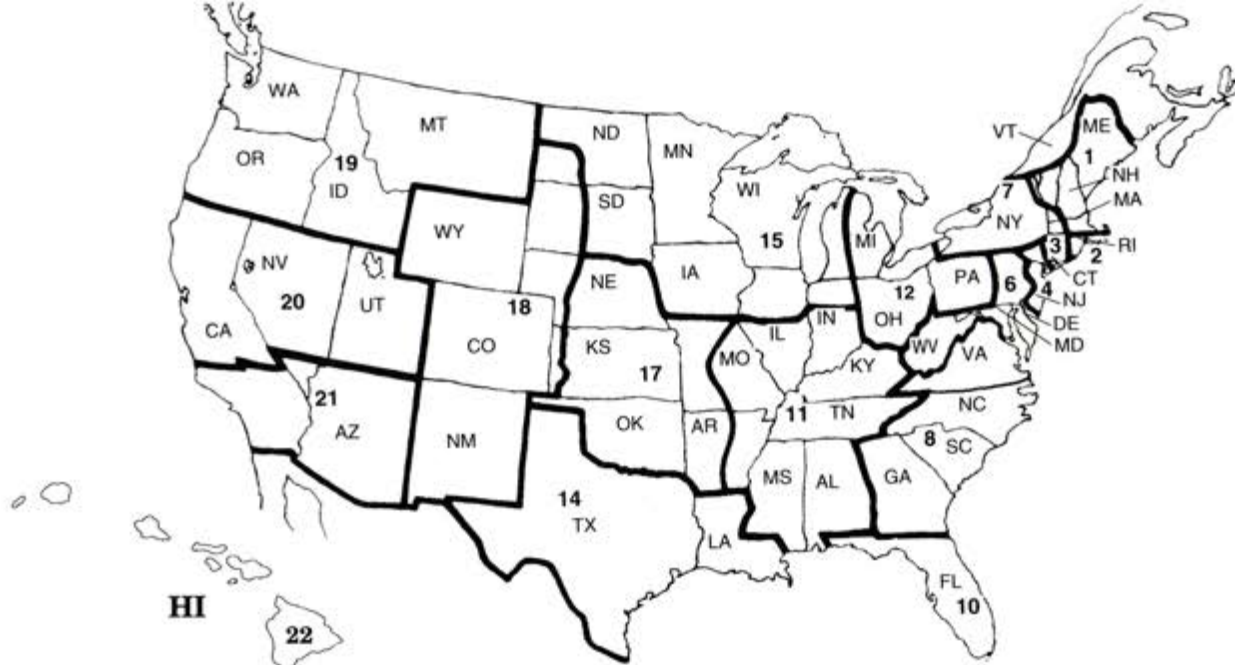 WA
MT
ND
MN
VT
ME
1
OR
19
ID
SD
WI
7
NH
MA
NY
WY
15
MI
3
RI
2
CT
NV
20
UT
NE
IA
12
PA
6
4
NJ
18
OH
DE
MD
CA
CO
KS
17
MO
IL
IN
KY
WV
VA
21
AZ
NM
OK
AR
11
TN
NC
8
SC
14
TX
MS
AL
GA
LA
FL
10
HI
22